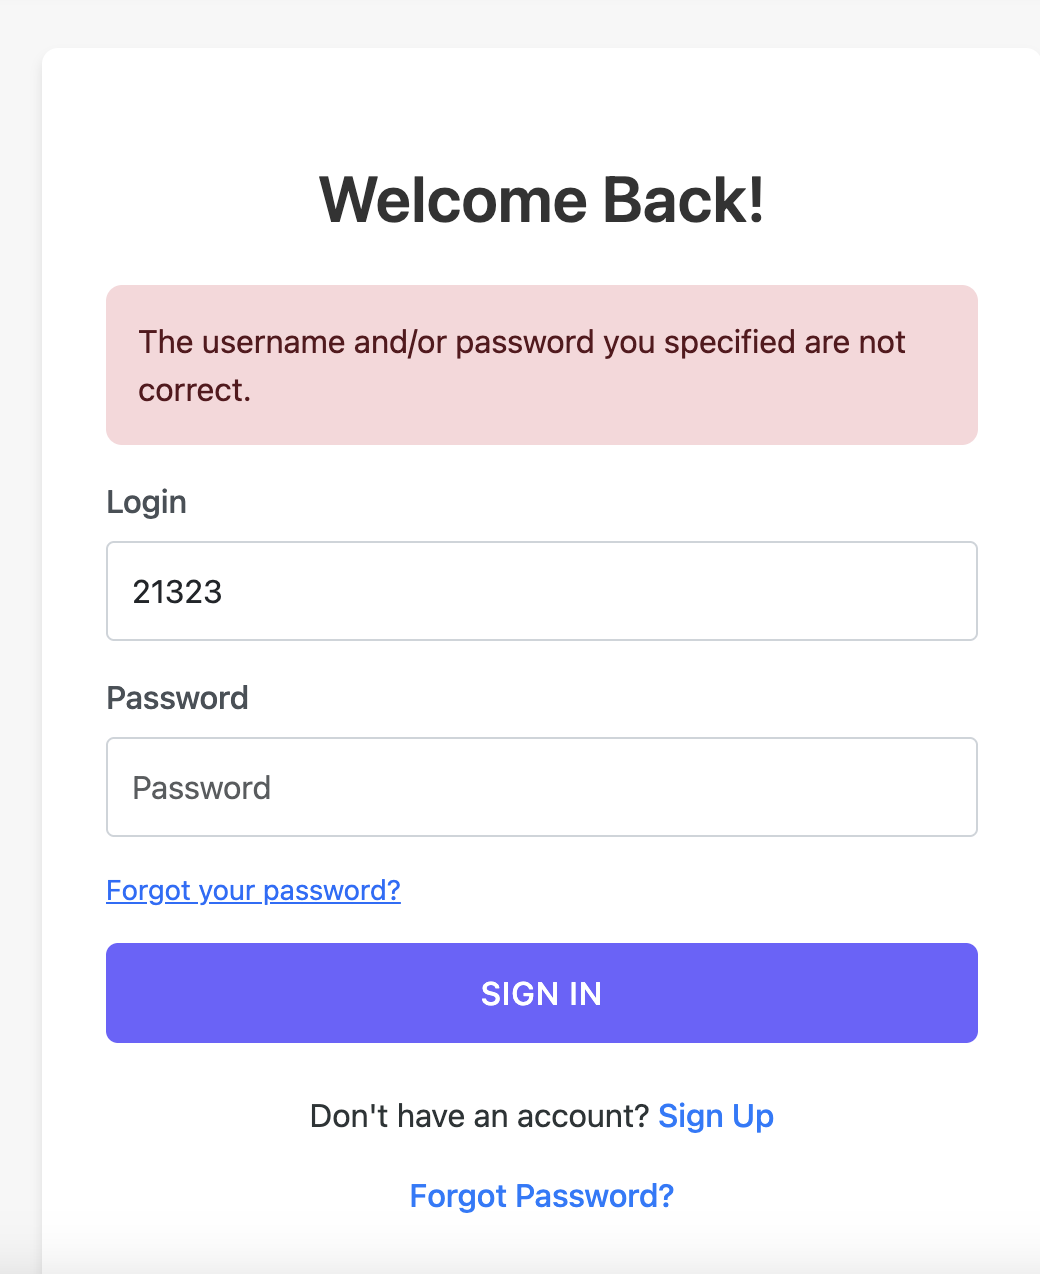 Welcome Back!
The username and/or password you specified are not
correct.
Login
21323
Password
Password
Forgot your password?
SIGN IN
Don't have an account? Sign Up
Forgot Password?